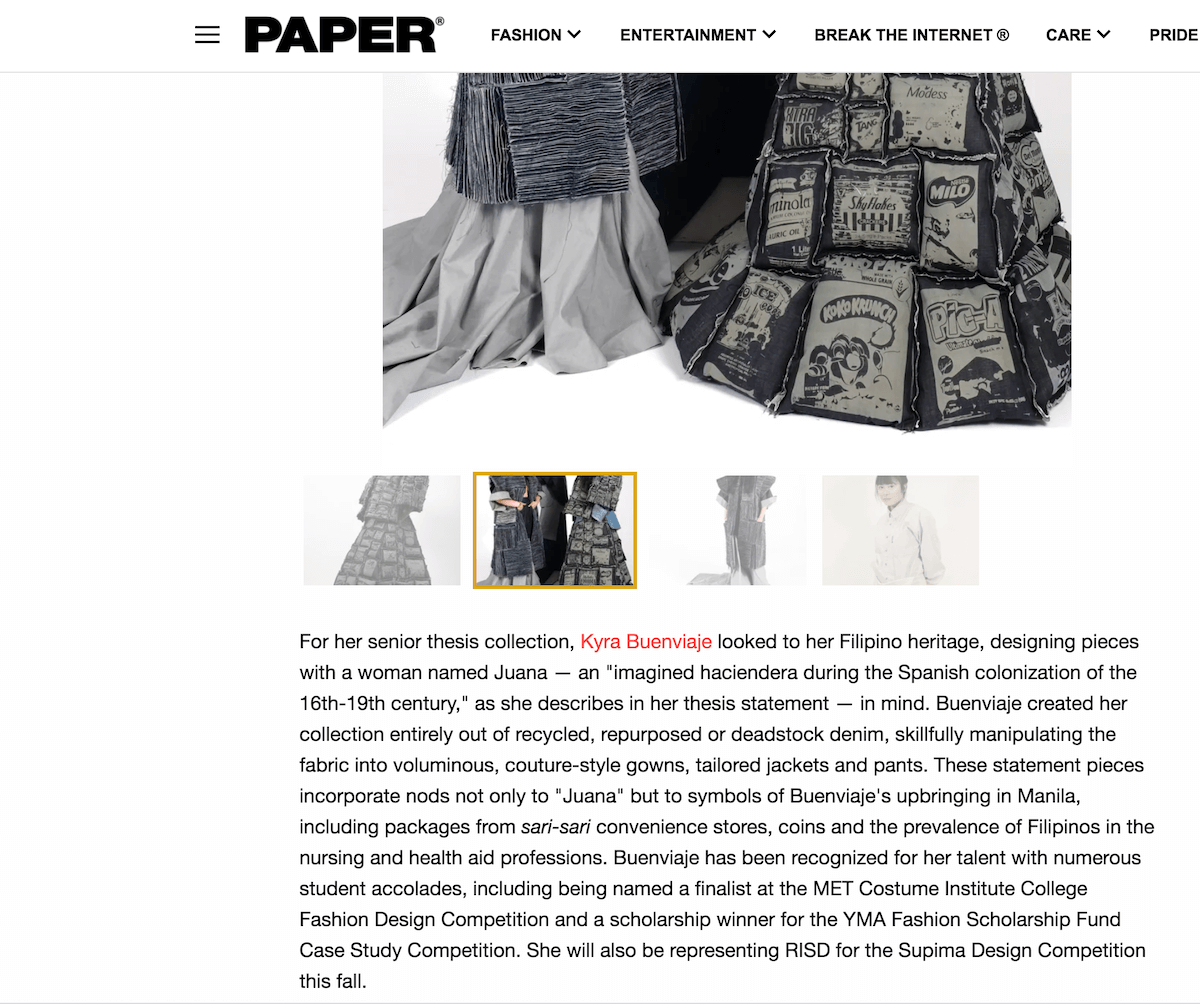 PAPER®
FASHION
ENTERTAINMENT
BREAK THE INTERNET ®
CARE
PRIDE
Modess
XTRA
TANG
SkyFlakes
MILO
1 Lit
ICE
WHOLE GRAIN
KOKO KRUNCH
PiC-A
For her senior thesis collection, Kyra Buenviaje looked to her Filipino heritage, designing pieces
with a woman named Juana — an "imagined haciendera during the Spanish colonization of the
16th-19th century," as she describes in her thesis statement — in mind. Buenviaje created her
collection entirely out of recycled, repurposed or deadstock denim, skillfully manipulating the
fabric into voluminous, couture-style gowns, tailored jackets and pants. These statement pieces
incorporate nods not only to "Juana" but to symbols of Buenviaje's upbringing in Manila,
including packages from sari-sari convenience stores, coins and the prevalence of Filipinos in the
nursing and health aid professions. Buenviaje has been recognized for her talent with numerous
student accolades, including being named a finalist at the MET Costume Institute College
Fashion Design Competition and a scholarship winner for the YMA Fashion Scholarship Fund
Case Study Competition. She will also be representing RISD for the Supima Design Competition
this fall.